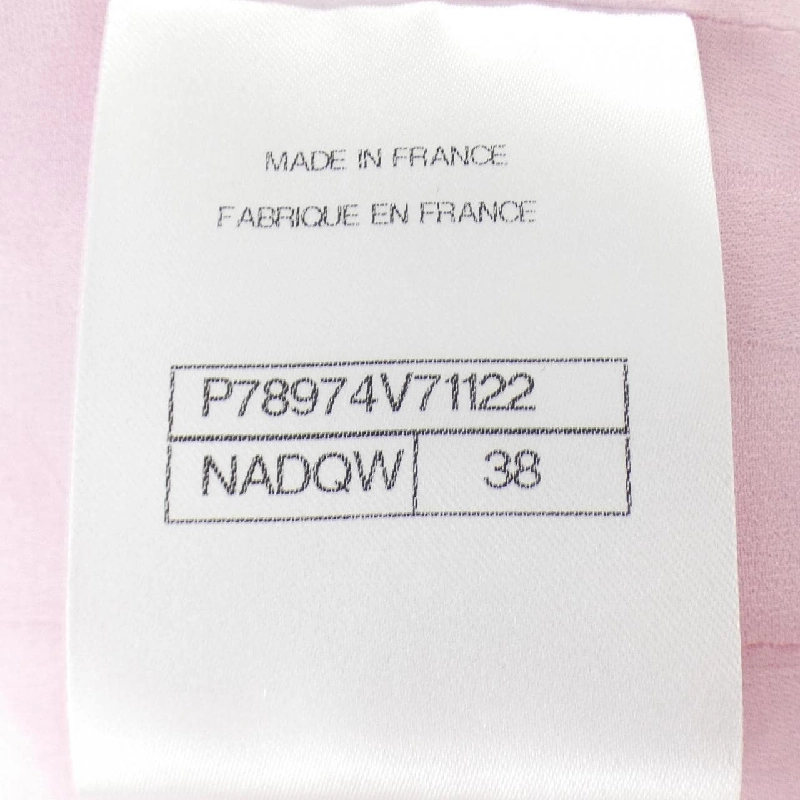 MADE IN FRANCE
FABRIQUE EN FRANCE
P78974V71122
NADQW 38